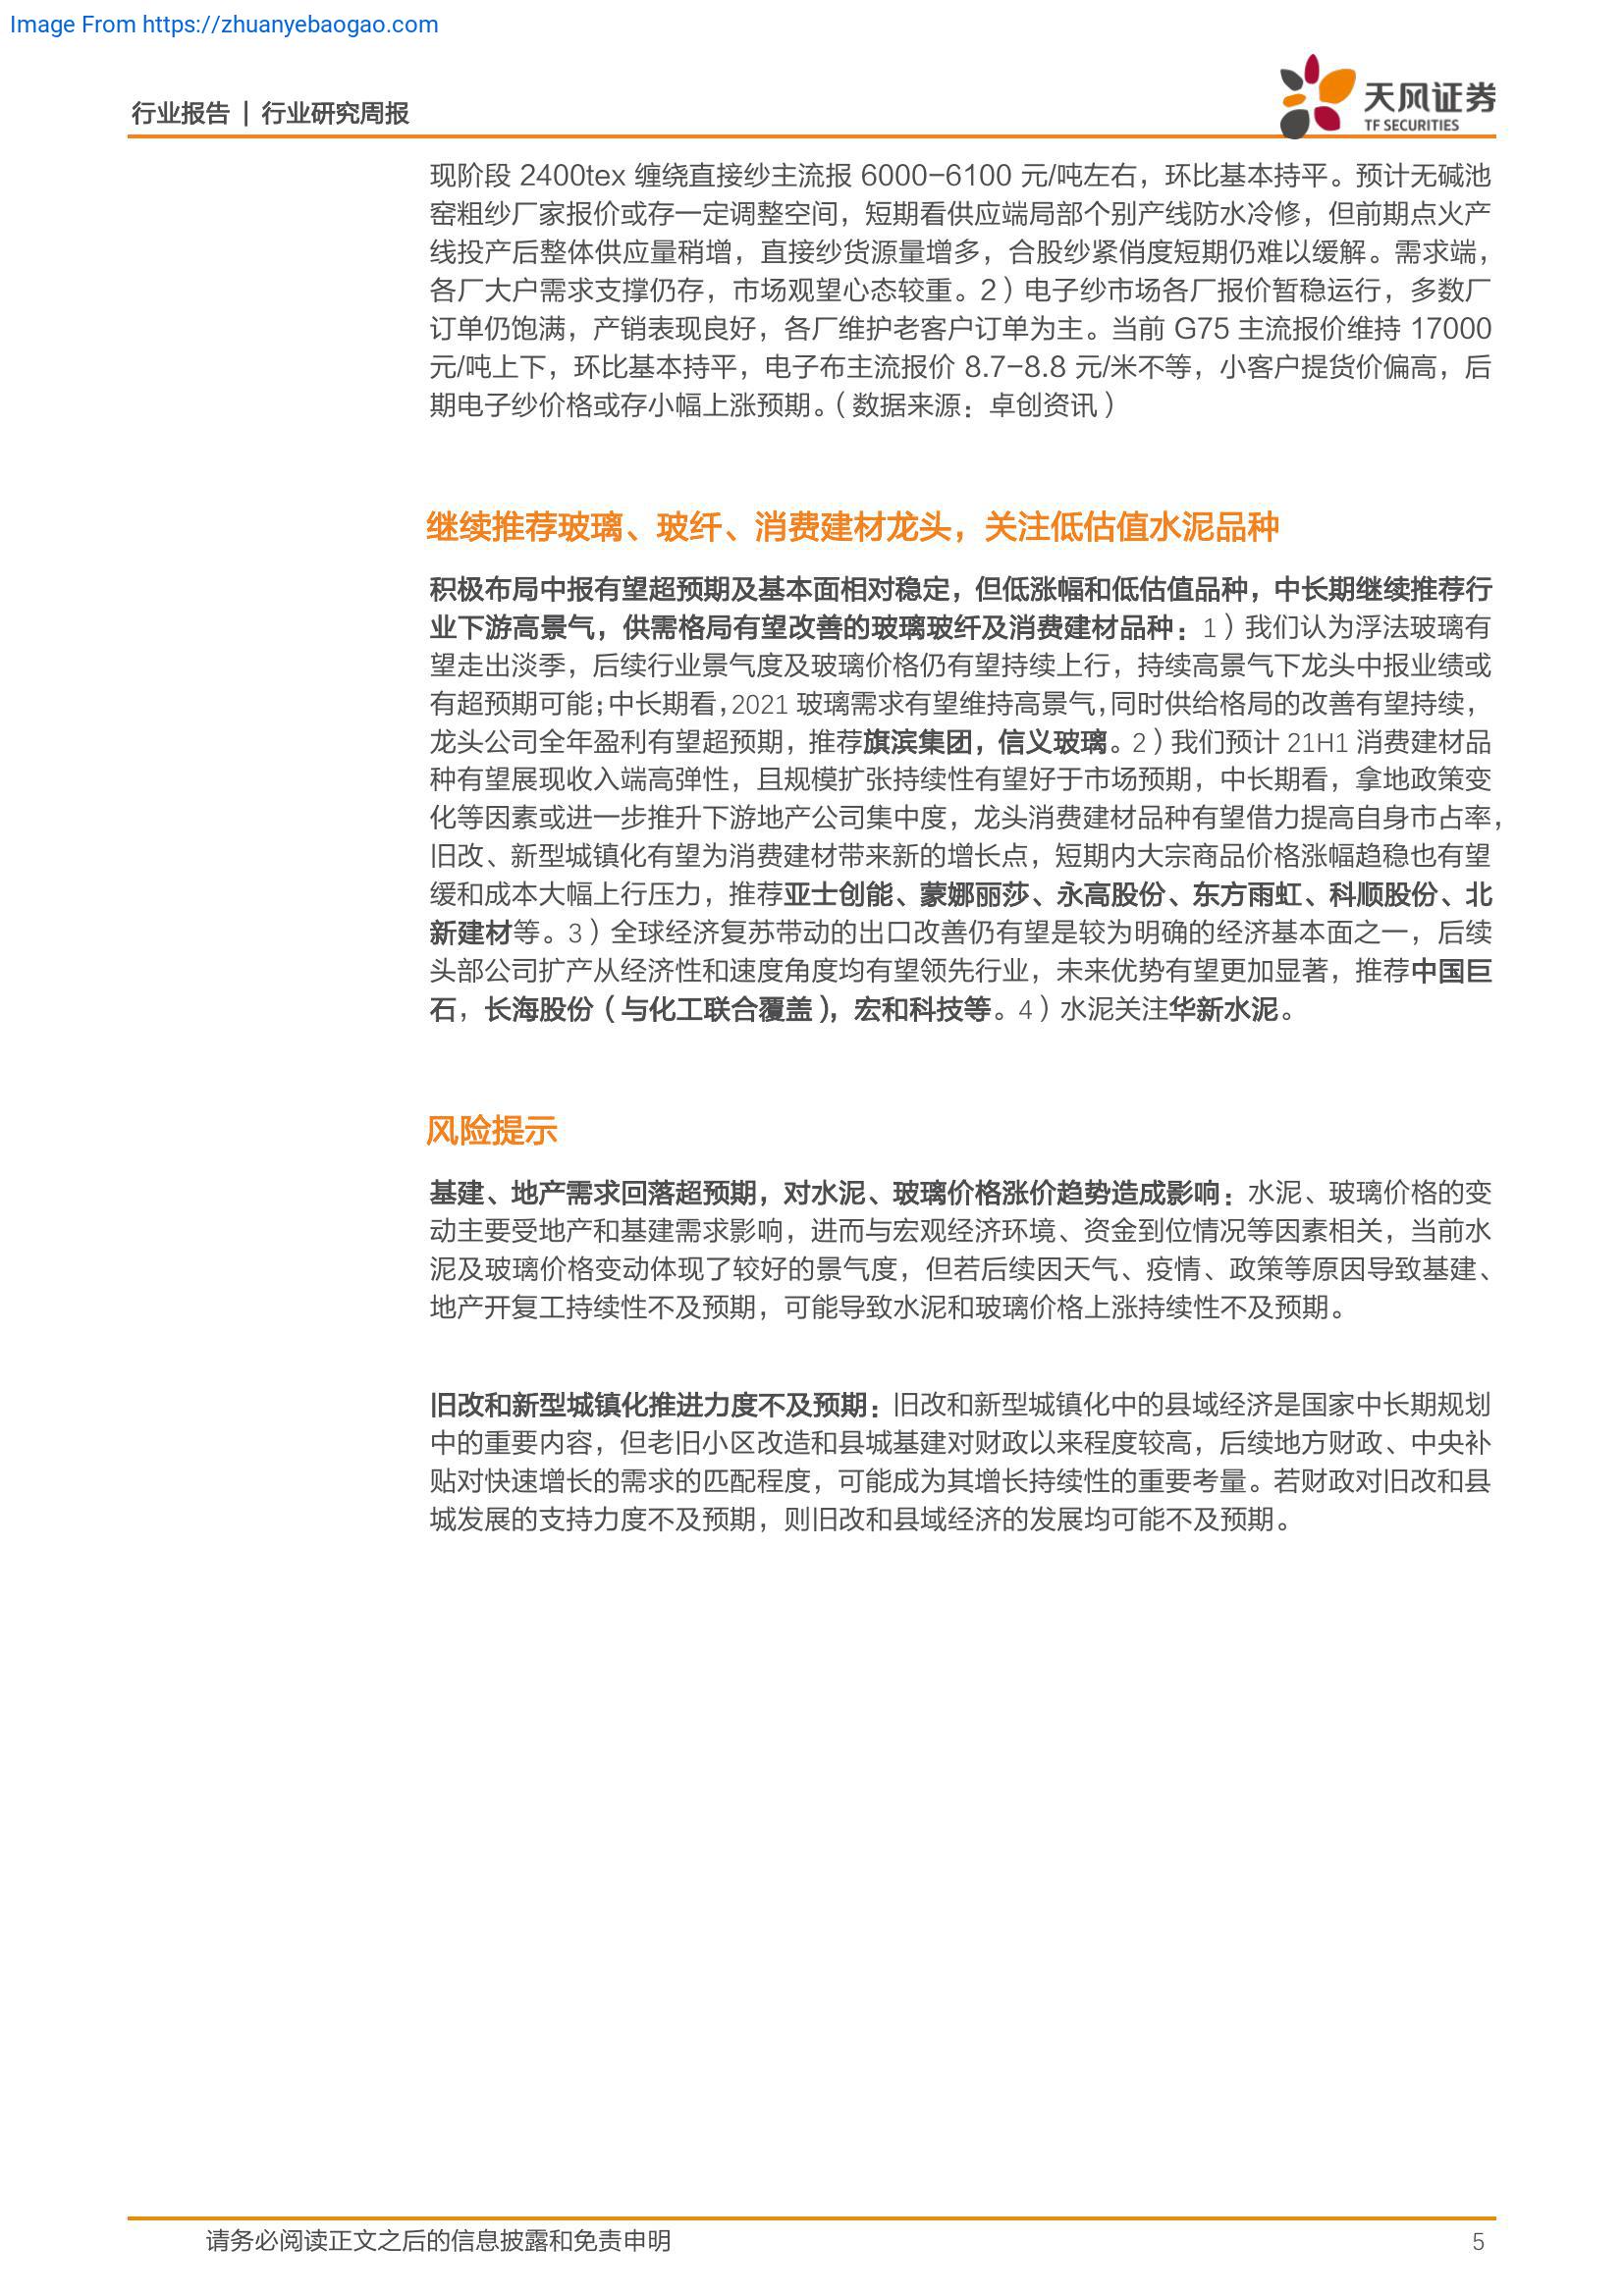 Image From https://zhuanyebaogao.com
行业报告 | 行业研究周报
天风证券
TF SECURITIES
现阶段 2400tex 缠绕直接纱主流报 6000-6100 元/吨左右，环比基本持平。预计无碱池
窑粗纱厂家报价或存一定调整空间，短期看供应端局部个别产线防水冷修，但前期点火产
线投产后整体供应量稍增，直接纱货源量增多，合股纱紧俏度短期仍难以缓解。需求端，
各厂大户需求支撑仍存，市场观望心态较重。2）电子纱市场各厂报价暂稳运行，多数厂
订单仍饱满，产销表现良好，各厂维护老客户订单为主。当前 G75 主流报价维持 17000
元/吨上下，环比基本持平，电子布主流报价 8.7-8.8 元/米不等，小客户提货价偏高，后
期电子纱价格或存小幅上涨预期。（数据来源：卓创资讯）
继续推荐玻璃、玻纤、消费建材龙头，关注低估值水泥品种
积极布局中报有望超预期及基本面相对稳定，但低涨幅和低估值品种，中长期继续推荐行
业下游高景气，供需格局有望改善的玻璃玻纤及消费建材品种：1）我们认为浮法玻璃有
望走出淡季，后续行业景气度及玻璃价格仍有望持续上行，持续高景气下龙头中报业绩或
有超预期可能；中长期看，2021 玻璃需求有望维持高景气，同时供给格局的改善有望持续，
龙头公司全年盈利有望超预期，推荐旗滨集团，信义玻璃。2）我们预计 21H1 消费建材品
种有望展现收入端高弹性，且规模扩张持续性有望好于市场预期，中长期看，拿地政策变
化等因素或进一步推升下游地产公司集中度，龙头消费建材品种有望借力提高自身市占率，
旧改、新型城镇化有望为消费建材带来新的增长点，短期内大宗商品价格涨幅趋稳也有望
缓和成本大幅上行压力，推荐亚士创能、蒙娜丽莎、永高股份、东方雨虹、科顺股份、北
新建材等。3）全球经济复苏带动的出口改善仍有望是较为明确的经济基本面之一，后续
头部公司扩产从经济性和速度角度均有望领先行业，未来优势有望更加显著，推荐中国巨
石，长海股份（与化工联合覆盖），宏和科技等。4）水泥关注华新水泥。
风险提示
基建、地产需求回落超预期，对水泥、玻璃价格涨价趋势造成影响：水泥、玻璃价格的变
动主要受地产和基建需求影响，进而与宏观经济环境、资金到位情况等因素相关，当前水
泥及玻璃价格变动体现了较好的景气度，但若后续因天气、疫情、政策等原因导致基建、
地产开复工持续性不及预期，可能导致水泥和玻璃价格上涨持续性不及预期。
旧改和新型城镇化推进力度不及预期：旧改和新型城镇化中的县域经济是国家中长期规划
中的重要内容，但老旧小区改造和县城基建对财政以来程度较高，后续地方财政、中央补
贴对快速增长的需求的匹配程度，可能成为其增长持续性的重要考量。若财政对旧改和县
城发展的支持力度不及预期，则旧改和县域经济的发展均可能不及预期。
请务必阅读正文之后的信息披露和免责申明
5